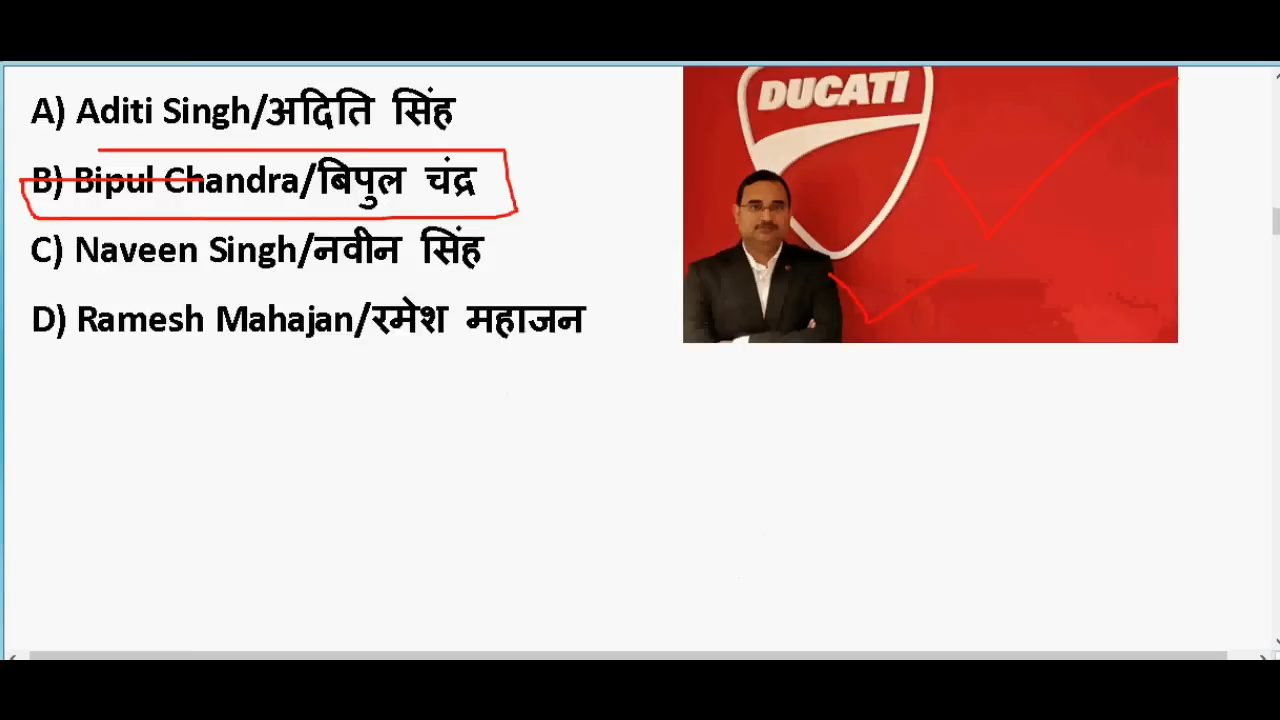 A) Aditi Singh/अदिति सिंह
B) Bipul Chandra/बिपुल चंद्र
C) Naveen Singh/नवीन सिंह
D) Ramesh Mahajan/रमेश महाजन
DUCATI